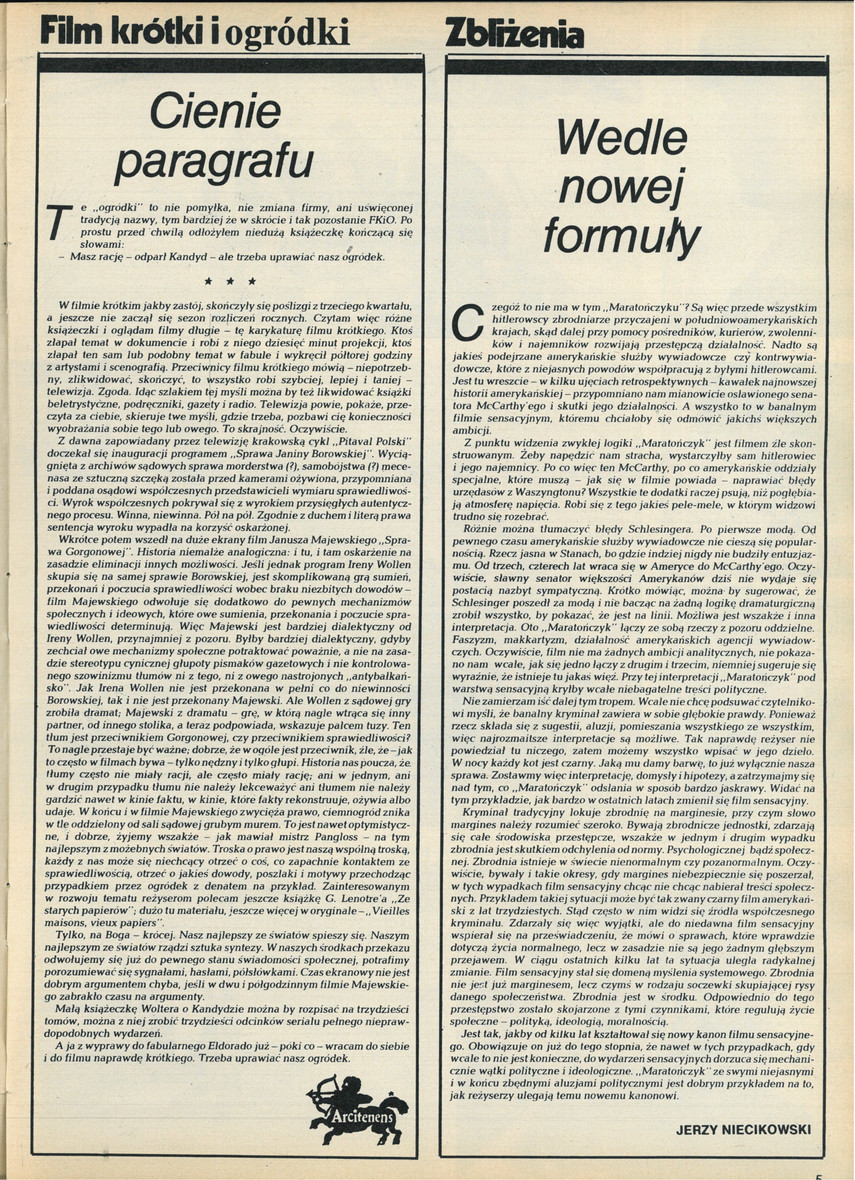 Film krótki i ogródki
Cienie
paragrafu
Te „ogródki" to nie pomyłka, nie zmiana firmy, ani uświęconej
tradycją nazwy, tym bardziej że w skrócie i tak pozostanie FKiO. Po
prostu przed chwilą odłożyłem niedużą książeczkę kończącą się
słowami:
– Masz rację – odparł Kandyd – ale trzeba uprawiać nasz ogródek.
★ ★ ★
W filmie krótkim jakby zastój, skończyły się poślizgi z trzeciego kwartału,
a jeszcze nie zaczął się sezon rozliczeń rocznych. Czytam więc różne
książeczki i oglądam filmy długie – tę karykaturę filmu krótkiego. Ktoś
złapał temat w dokumencie i robi z niego dziesięć minut projekcji, ktoś
złapał ten sam lub podobny temat w fabule i wykręcił półtorej godziny
z artystami i scenografią. Przeciwnicy filmu krótkiego mówią – niepotrzeb-
ny, zlikwidować, skończyć, to wszystko robi szybciej, lepiej i taniej –
telewizja. Zgoda. Idąc szlakiem tej myśli można by też likwidować książki
beletrystyczne, podręczniki, gazety i radio. Telewizja powie, pokaże, prze-
czyta za ciebie, skieruje twe myśli, gdzie trzeba, pozbawi cię konieczności
wyobrażania sobie tego lub owego. To skrajność. Oczywiście.
Z dawna zapowiadany przez telewizję krakowską cykl „Pitaval Polski"
doczekał się inauguracji programem „Sprawa Janiny Borowskiej". Wycią-
gnięta z archiwów sądowych sprawa morderstwa (?), samobójstwa (?) mece-
nasa ze sztuczną szczęką została przed kamerami ożywiona, przypomniana
i poddana osądowi współczesnych przedstawicieli wymiaru sprawiedliwoś-
ci. Wyrok współczesnych pokrywał się z wyrokiem przysięgłych autentycz-
nego procesu. Winna, niewinna. Pół na pół. Zgodnie z duchem i literą prawa
sentencja wyroku wypadła na korzyść oskarżonej.
Wkrótce potem wszedł na duże ekrany film Janusza Majewskiego „Spra-
wa Gorgonowej". Historia niemalże analogiczna: i tu, i tam oskarżenie na
zasadzie eliminacji innych możliwości. Jeśli jednak program Ireny Wollen
skupia się na samej sprawie Borowskiej, jest skomplikowaną grą sumień,
przekonań i poczucia sprawiedliwości wobec braku niezbitych dowodów –
film Majewskiego odwołuje się dodatkowo do pewnych mechanizmów
społecznych i ideowych, które owe sumienia, przekonania i poczucie spra-
wiedliwości determinują. Więc Majewski jest bardziej dialektyczny od
Ireny Wollen, przynajmniej z pozoru. Byłby bardziej dialektyczny, gdyby
zechciał owe mechanizmy społeczne potraktować poważnie, a nie na zasa-
dzie stereotypu cynicznej głupoty pismaków gazetowych i nie kontrolowa-
nego szowinizmu tłumów ni z tego, ni z owego nastrojonych „antybałkań-
sko". Jak Irena Wollen nie jest przekonana w pełni co do niewinności
Borowskiej, tak i nie jest przekonany Majewski. Ale Wollen z sądowej gry
zrobiła dramat; Majewski z dramatu – grę, w którą nagle wtrąca się inny
partner, od innego stolika, a teraz podpowiada, wskazuje palcem tuzy. Ten
tłum jest przeciwnikiem Gorgonowej, czy przeciwnikiem sprawiedliwości?
To nagle przestaje być ważne; dobrze, że w ogóle jest przeciwnik, źle, że – jak
to często w filmach bywa – tylko nędzny i tylko głupi. Historia nas poucza, że
tłumy często nie miały racji, ale często miały rację; ani w jednym, ani
w drugim przypadku tłumu nie należy lekceważyć ani tłumem nie należy
gardzić nawet w kinie faktu, w kinie, które fakty rekonstruuje, ożywia albo
udaje. W końcu i w filmie Majewskiego zwycięża prawo, ciemnogród znika
w tle oddzielony od sali sądowej grubym murem. To jest nawet optymistycz-
ne, i dobrze, żyjemy wszakże – jak mawiał mistrz Pangloss – na tym
najlepszym z możebnych światów. Troska o prawo jest naszą wspólną troską,
każdy z nas może się niechcący otrzeć o coś, co zapachnie kontaktem ze
sprawiedliwością, otrzeć o jakieś dowody, poszlaki i motywy przechodząc
przypadkiem przez ogródek z denatem na przykład. Zainteresowanym
w rozwoju tematu reżyserom polecam jeszcze książkę G. Lenotre'a „Ze
starych papierów"; dużo tu materiału, jeszcze więcej w oryginale – „Vieilles
maisons, vieux papiers".
Tylko, na Boga – krócej. Nasz najlepszy ze światów spieszy się. Naszym
najlepszym ze światów rządzi sztuka syntezy. W naszych środkach przekazu
odwołujemy się już do pewnego stanu świadomości społecznej, potrafimy
porozumiewać się sygnałami, hasłami, półsłówkami. Czas ekranowy nie jest
dobrym argumentem chyba, jeśli w dwu i półgodzinnym filmie Majewskie-
go zabrakło czasu na argumenty.
Małą książeczkę Woltera o Kandydzie można by rozpisać na trzydzieści
tomów, można z niej zrobić trzydzieści odcinków serialu pełnego niepraw-
dopodobnych wydarzeń.
A ja z wyprawy do fabularnego Eldorado już – póki co – wracam do siebie
i do filmu naprawdę krótkiego. Trzeba uprawiać nasz ogródek.
Arcitenens
Zbliżenia
Wedle
nowej
formuły
Czegóż to nie ma w tym „Maratończyku"? Są więc przede wszystkim
hitlerowscy zbrodniarze przyczajeni w południowoamerykańskich
krajach, skąd dalej przy pomocy pośredników, kurierów, zwolenni-
ków i najemników rozwijają przestępczą działalność. Nadto są
jakieś podejrzane amerykańskie służby wywiadowcze czy kontrwywia-
dowcze, które z niejasnych powodów współpracują z byłymi hitlerowcami.
Jest tu wreszcie – w kilku ujęciach retrospektywnych – kawałek najnowszej
historii amerykańskiej – przypomniano nam mianowicie osławionego sena-
tora McCarthy'ego i skutki jego działalności. A wszystko to w banalnym
filmie sensacyjnym, któremu chciałoby się odmówić jakichś większych
ambicji.
Z punktu widzenia zwykłej logiki „Maratończyk" jest filmem źle skon-
struowanym. Żeby napędzić nam stracha, wystarczyłby sam hitlerowiec
i jego najemnicy. Po co więc ten McCarthy, po co amerykańskie oddziały
specjalne, które muszą – jak się w filmie powiada – naprawiać błędy
urzędasów z Waszyngtonu? Wszystkie te dodatki raczej psują, niż pogłębia-
ją atmosferę napięcia. Robi się z tego jakieś pele-mele, w którym widzowi
trudno się rozebrać.
Różnie można tłumaczyć błędy Schlesingera. Po pierwsze modą. Od
pewnego czasu amerykańskie służby wywiadowcze nie cieszą się popular-
nością. Rzecz jasna w Stanach, bo gdzie indziej nigdy nie budziły entuzjaz-
mu. Od trzech, czterech lat wraca się w Ameryce do McCarthy'ego. Oczy-
wiście, sławny senator większości Amerykanów dziś nie wydaje się
postacią nazbyt sympatyczną. Krótko mówiąc, można by sugerować, że
Schlesinger poszedł za modą i nie bacząc na żadną logikę dramaturgiczną
zrobił wszystko, by pokazać, że jest na linii. Możliwa jest wszakże i inna
interpretacja. Oto „Maratończyk" łączy ze sobą rzeczy z pozoru oddzielne.
Faszyzm, makkartyzm, działalność amerykańskich agencji wywiadow-
czych. Oczywiście, film nie ma żadnych ambicji analitycznych, nie pokaza-
no nam wcale, jak się jedno łączy z drugim i trzecim, niemniej sugeruje się
wyraźnie, że istnieje tu jakaś więź. Przy tej interpretacji „Maratończyk" pod
warstwą sensacyjną kryłby wcale niebagatelne treści polityczne.
Nie zamierzam iść dalej tym tropem. Wcale nie chcę podsuwać czytelniko-
wi myśli, że banalny kryminał zawiera w sobie głębokie prawdy. Ponieważ
rzecz składa się z sugestii, aluzji, pomieszania wszystkiego ze wszystkim,
więc najrozmaitsze interpretacje są możliwe. Tak naprawdę reżyser nie
powiedział tu niczego, zatem możemy wszystko wpisać w jego dzieło.
W nocy każdy kot jest czarny. Jaką mu damy barwę, to już wyłącznie nasza
sprawa. Zostawmy więc interpretację, domysły i hipotezy, a zatrzymajmy się
nad tym, co „Maratończyk" odsłania w sposób bardzo jaskrawy. Widać na
tym przykładzie, jak bardzo w ostatnich latach zmienił się film sensacyjny.
Kryminał tradycyjny lokuje zbrodnię na marginesie, przy czym słowo
margines należy rozumieć szeroko. Bywają zbrodnicze jednostki, zdarzają
się całe środowiska przestępcze, wszakże w jednym i drugim wypadku
zbrodnia jest skutkiem odchylenia od normy. Psychologicznej bądź społecz-
nej. Zbrodnia istnieje w świecie nienormalnym czy pozanormalnym. Oczy-
wiście, bywały i takie okresy, gdy margines niebezpiecznie się poszerzał,
w tych wypadkach film sensacyjny chcąc nie chcąc nabierał treści społecz-
nych. Przykładem takiej sytuacji może być tak zwany czarny film amerykań-
ski z lat trzydziestych. Stąd często w nim widzi się źródła współczesnego
kryminału. Zdarzały się więc wyjątki, ale do niedawna film sensacyjny
wspierał się na przeświadczeniu, że mówi o sprawach, które wprawdzie
dotyczą życia normalnego, lecz w zasadzie nie są jego żadnym głębszym
przejawem. W ciągu ostatnich kilku lat ta sytuacja uległa radykalnej
zmianie. Film sensacyjny stał się domeną myślenia systemowego. Zbrodnia
nie jest już marginesem, lecz czymś w rodzaju soczewki skupiającej rysy
danego społeczeństwa. Zbrodnia jest w środku. Odpowiednio do tego
przestępstwo zostało skojarzone z tymi czynnikami, które regulują życie
społeczne – polityką, ideologią, moralnością.
Jest tak, jakby od kilku lat kształtował się nowy kanon filmu sensacyjne-
go. Obowiązuje on już do tego stopnia, że nawet w tych przypadkach, gdy
wcale to nie jest konieczne, do wydarzeń sensacyjnych dorzuca się mechani-
cznie wątki polityczne i ideologiczne. „Maratończyk" ze swymi niejasnymi
i w końcu zbędnymi aluzjami politycznymi jest dobrym przykładem na to,
jak reżyserzy ulegają temu nowemu kanonowi.
JERZY NIECIKOWSKI
5